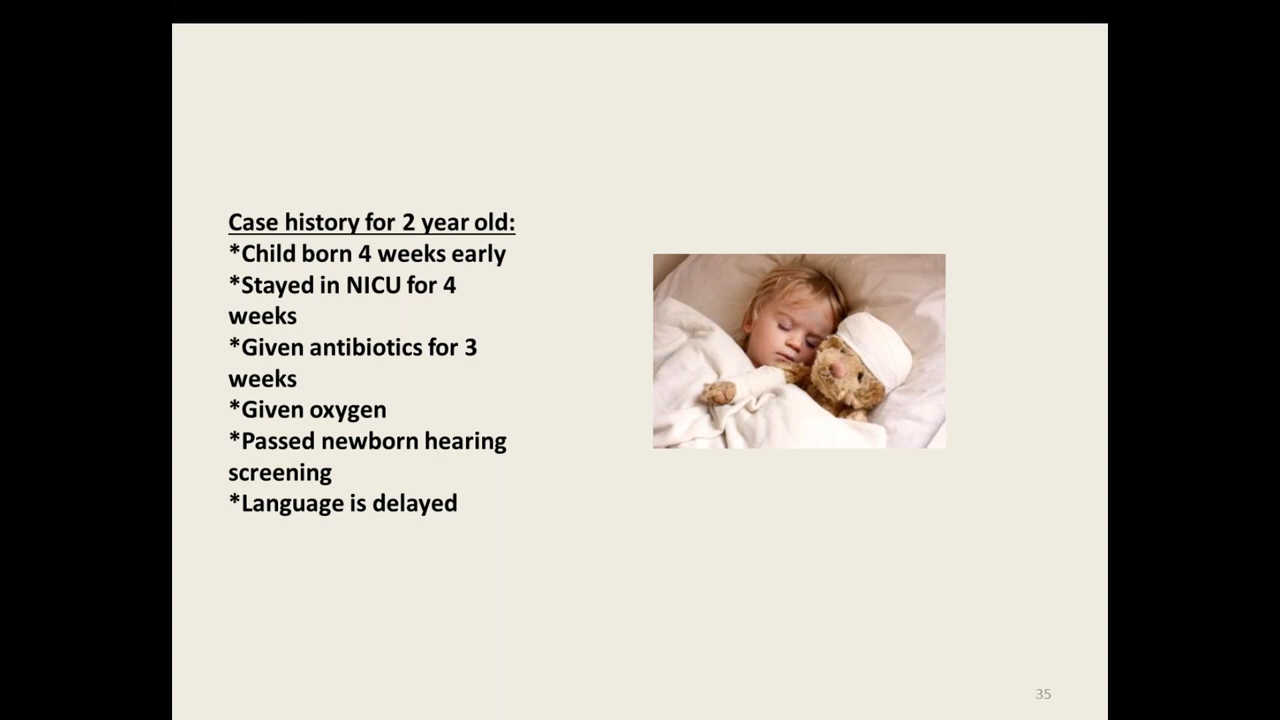 Case history for 2 year old:
*Child born 4 weeks early
*Stayed in NICU for 4
weeks
*Given antibiotics for 3
weeks
*Given oxygen
*Passed newborn hearing
screening
*Language is delayed
35